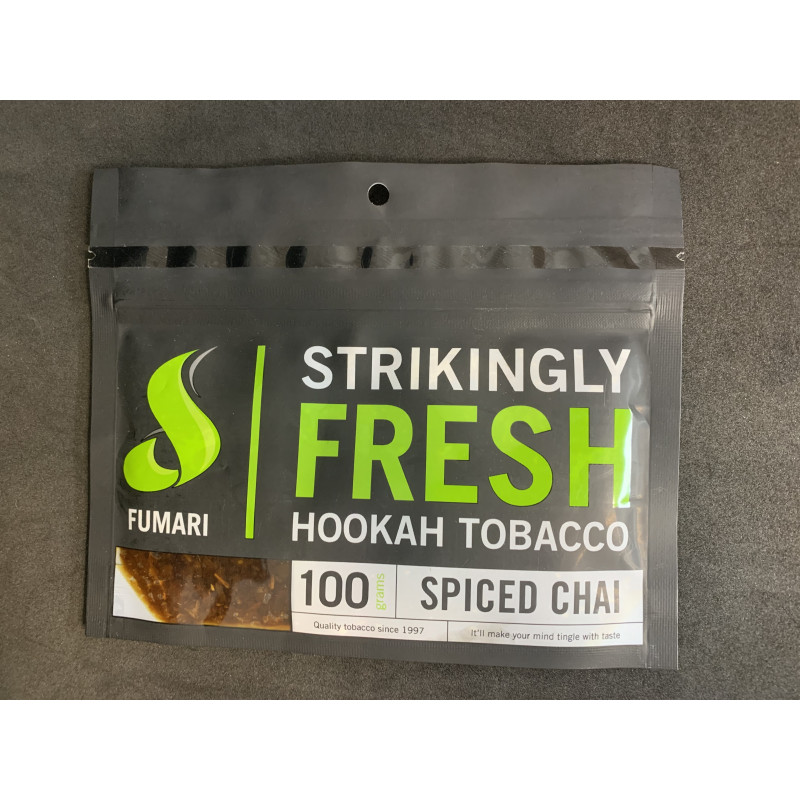 STRIKINGLY
FRESH
HOOKAH TOBACCO
FUMARI
100 grams
SPICED CHAI
Quality tobacco since 1997
It'll make your mind tingle with taste